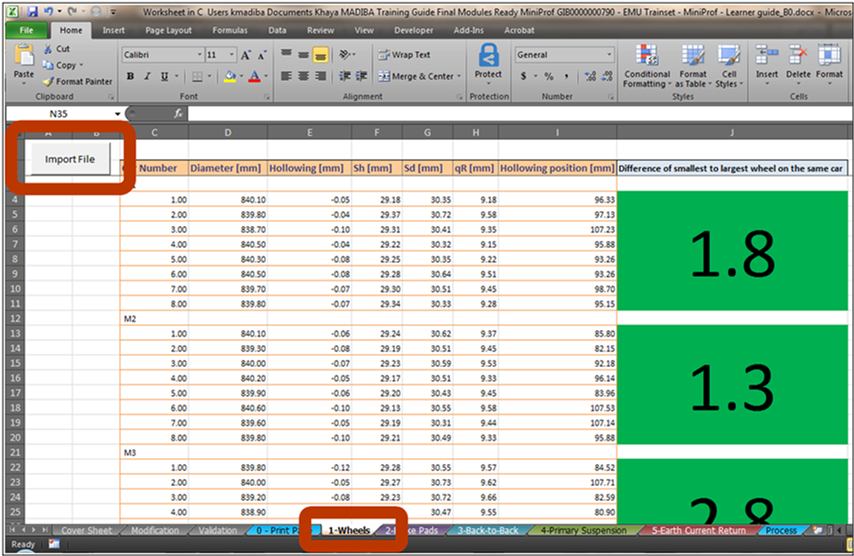 Worksheet in C Users kmadiba Documents Khaya MADIBA Training Guide Final Modules Ready MiniProf GIB0000000790 - EMU Trainset - MiniProf - Learner guide_B0.docx - Micros
File Home Insert Page Layout Formulas Data Review View Developer Add-Ins Acrobat
Paste Cut Copy Format Painter
Calibri 11 Wrap Text General
B I U Merge & Center $ % ,
Protect Conditional Formatting Format as Table Cell Styles Insert Delete Format
Clipboard Font Alignment Protection Number Styles Cells
N35 fx
C D E F G H I J
Import File
Number Diameter [mm] Hollowing [mm] Sh [mm] Sd [mm] qR [mm] Hollowing position [mm] Difference of smallest to largest wheel on the same car
4 1.00 840.10 -0.05 29.18 30.35 9.18 96.33
5 2.00 839.80 -0.04 29.37 30.72 9.58 97.13
6 3.00 838.70 -0.10 29.31 30.41 9.35 107.23
7 4.00 840.50 -0.04 29.22 30.32 9.15 95.88
8 5.00 840.30 -0.08 29.25 30.35 9.22 93.26
9 6.00 840.50 -0.08 29.28 30.64 9.51 93.26
10 7.00 839.70 -0.07 29.30 30.51 9.45 98.70
11 8.00 839.80 -0.07 29.34 30.33 9.28 95.15
1.8
12 M2
13 1.00 840.10 -0.06 29.24 30.62 9.37 85.80
14 2.00 839.30 -0.08 29.19 30.51 9.45 82.15
15 3.00 840.00 -0.07 29.23 30.59 9.53 92.18
16 4.00 840.20 -0.05 29.17 30.51 9.33 96.14
17 5.00 839.90 -0.06 29.20 30.43 9.45 83.96
18 6.00 840.60 -0.10 29.13 30.55 9.58 107.53
19 7.00 839.60 -0.05 29.19 30.31 9.44 107.14
20 8.00 839.80 -0.10 29.21 30.49 9.33 95.88
1.3
21 M3
22 1.00 839.80 -0.12 29.28 30.55 9.57 84.52
23 2.00 840.00 -0.05 29.27 30.73 9.62 107.71
24 3.00 839.20 -0.08 29.23 30.72 9.66 82.59
25 4.00 838.90 30.47 9.55 80.90
2.8
Cover Sheet Modification Validation 0 - Print 1-Wheels Pads 3-Back-to-Back 4-Primary Suspension 5-Earth Current Return Process
Ready